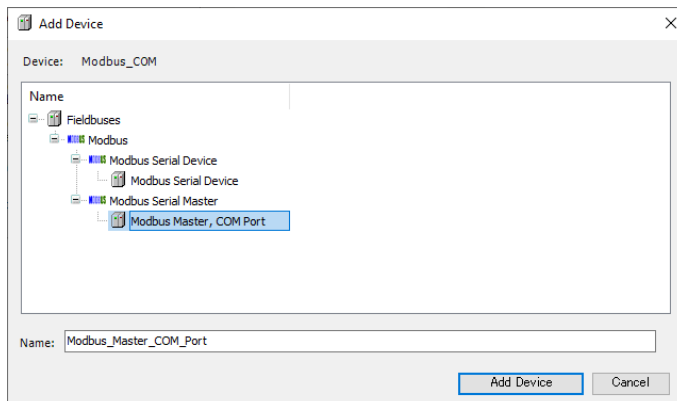 Add Device
Device: Modbus_COM
Name
Fieldbuses
Modbus
Modbus Serial Device
Modbus Serial Device
Modbus Serial Master
Modbus Master, COM Port
Name: Modbus_Master_COM_Port
Add Device Cancel